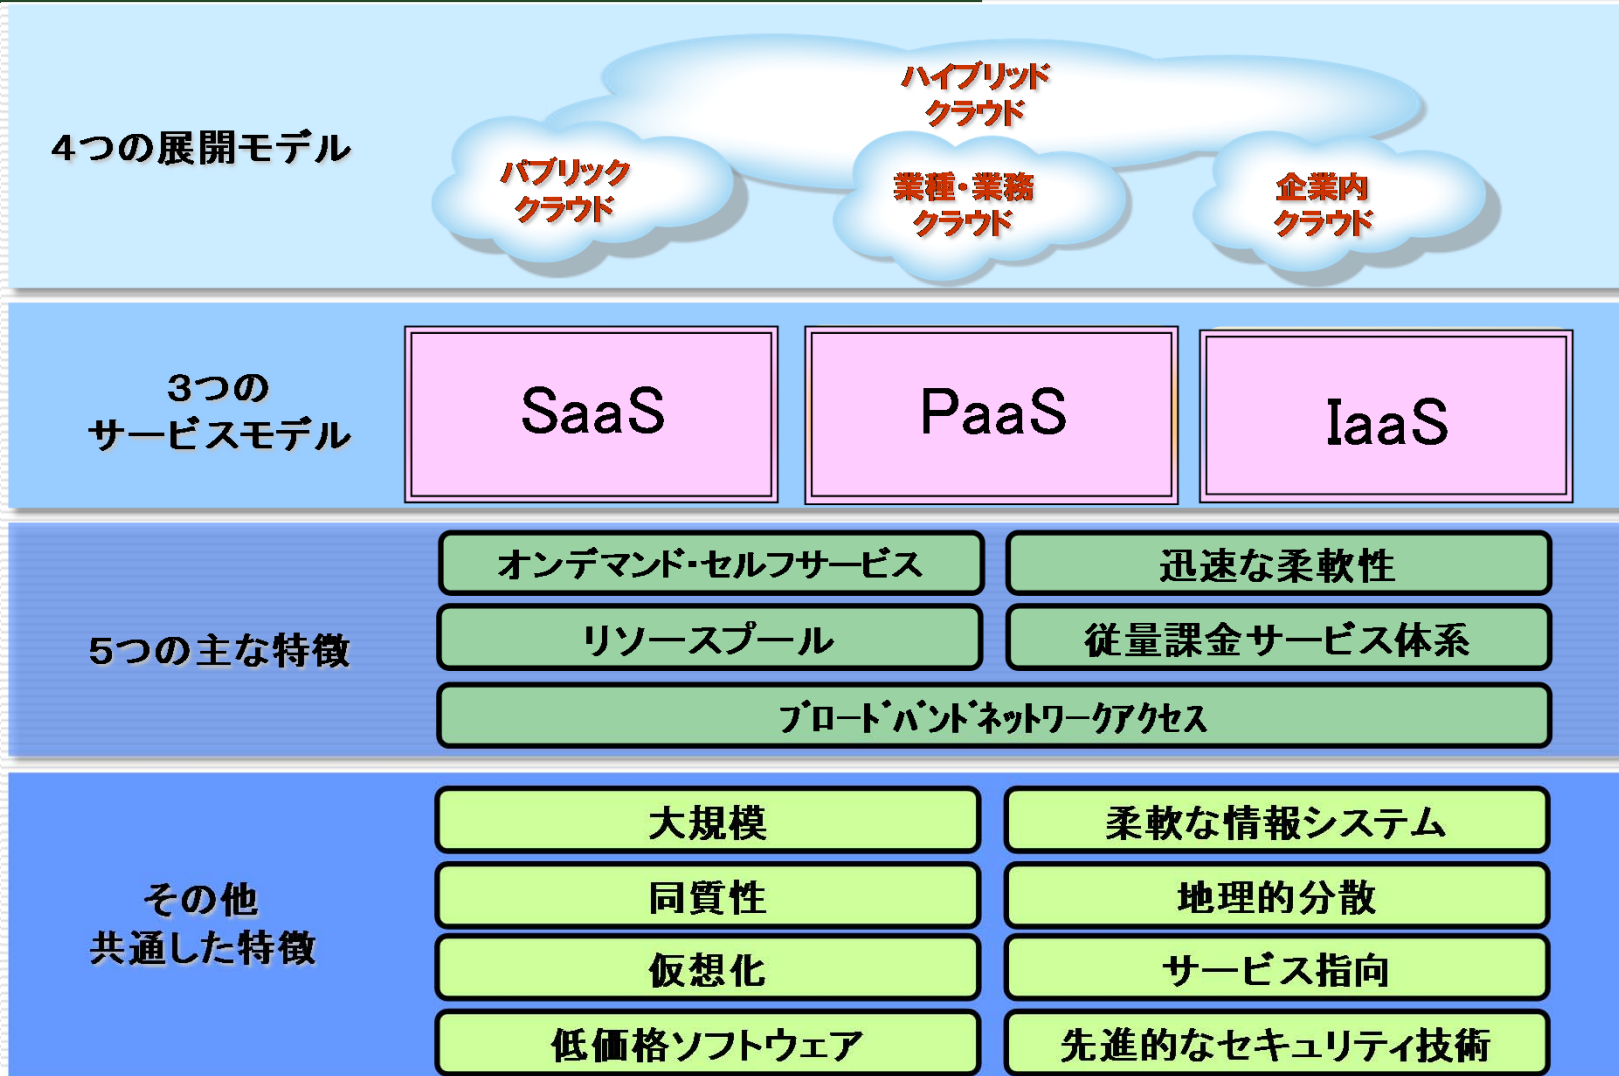 4つの展開モデル
ハイブリッド
クラウド
パブリック
クラウド
業種・業務
クラウド
企業内
クラウド
3つの
サービスモデル
SaaS
PaaS
IaaS
5つの主な特徴
オンデマンド・セルフサービス
迅速な柔軟性
リソースプール
従量課金サービス体系
ブロードバンドネットワークアクセス
その他
共通した特徴
大規模
柔軟な情報システム
同質性
地理的分散
仮想化
サービス指向
低価格ソフトウェア
先進的なセキュリティ技術